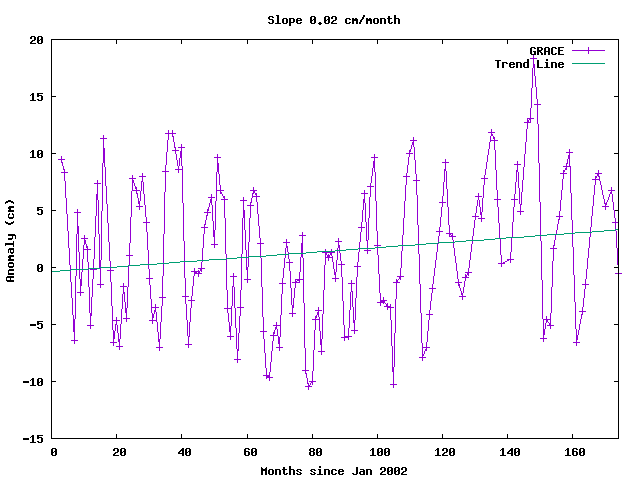 Slope 0.02 cm/month
GRACE
Trend Line
20
15
10
5
0
-5
-10
-15
Anomaly (cm)
0 20 40 60 80 100 120 140 160
Months since Jan 2002